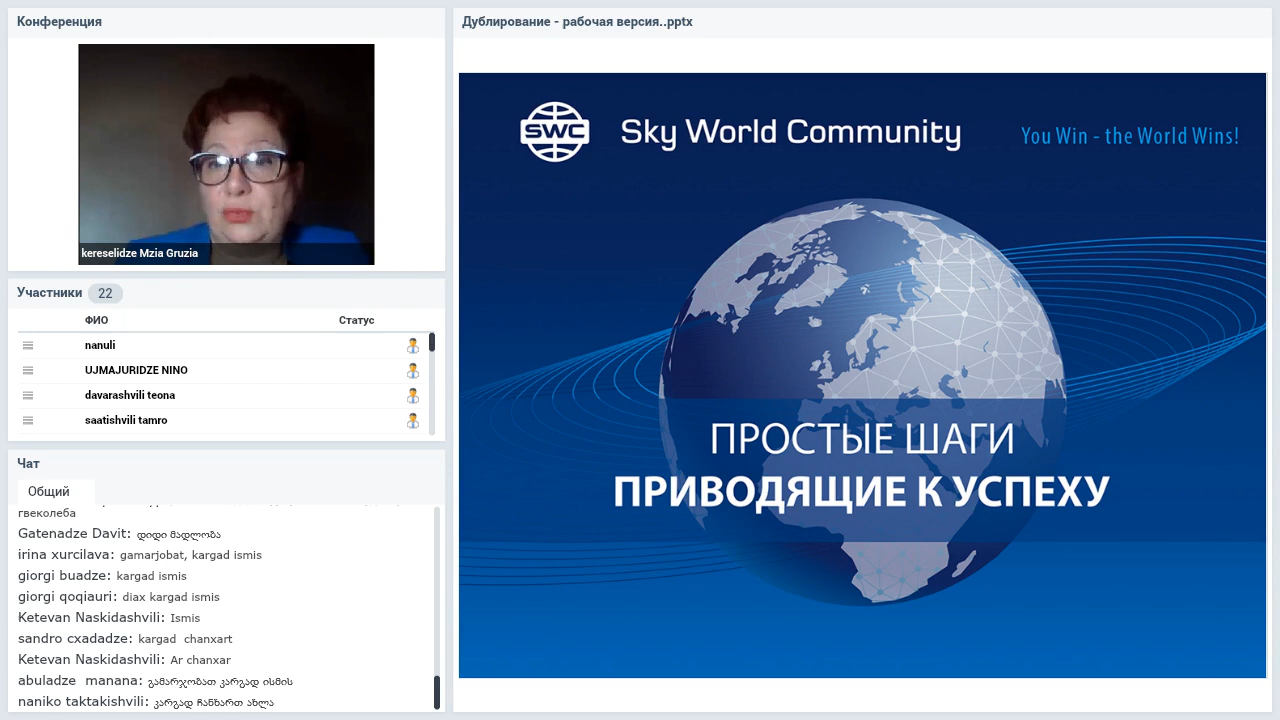 Конференция
kereselidze Mzia Gruzia
Участники 22
ФИО Статус
nanuli
UJMAJURIDZE NINO
davarashvili teona
saatishvili tamro
Чат
Общий
гвеколеба
Gatenadze Davit: დიდი მადლობა
irina xurcilava: gamarjobat, kargad ismis
giorgi buadze: kargad ismis
giorgi qoqiauri: diax kargad ismis
Ketevan Naskidashvili: Ismis
sandro cxadadze: kargad chanxart
Ketevan Naskidashvili: Ar chanxar
abuladze manana: გამარჯობათ კარგად ისმის
naniko taktakishvili: კარგად ჩანხართ ახლა
Дублирование - рабочая версия..pptx
SWC Sky World Community
You Win - the World Wins!
ПРОСТЫЕ ШАГИ
ПРИВОДЯЩИЕ К УСПЕХУ